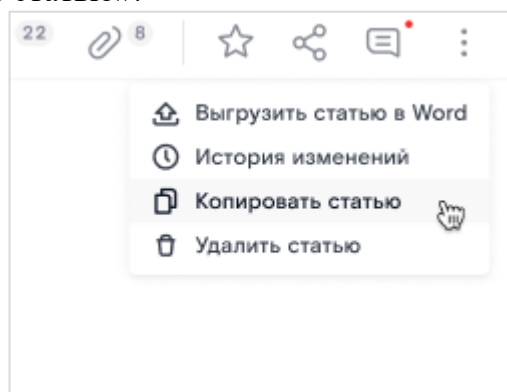 22 8
Выгрузить статью в Word
История изменений
Копировать статью
Удалить статью